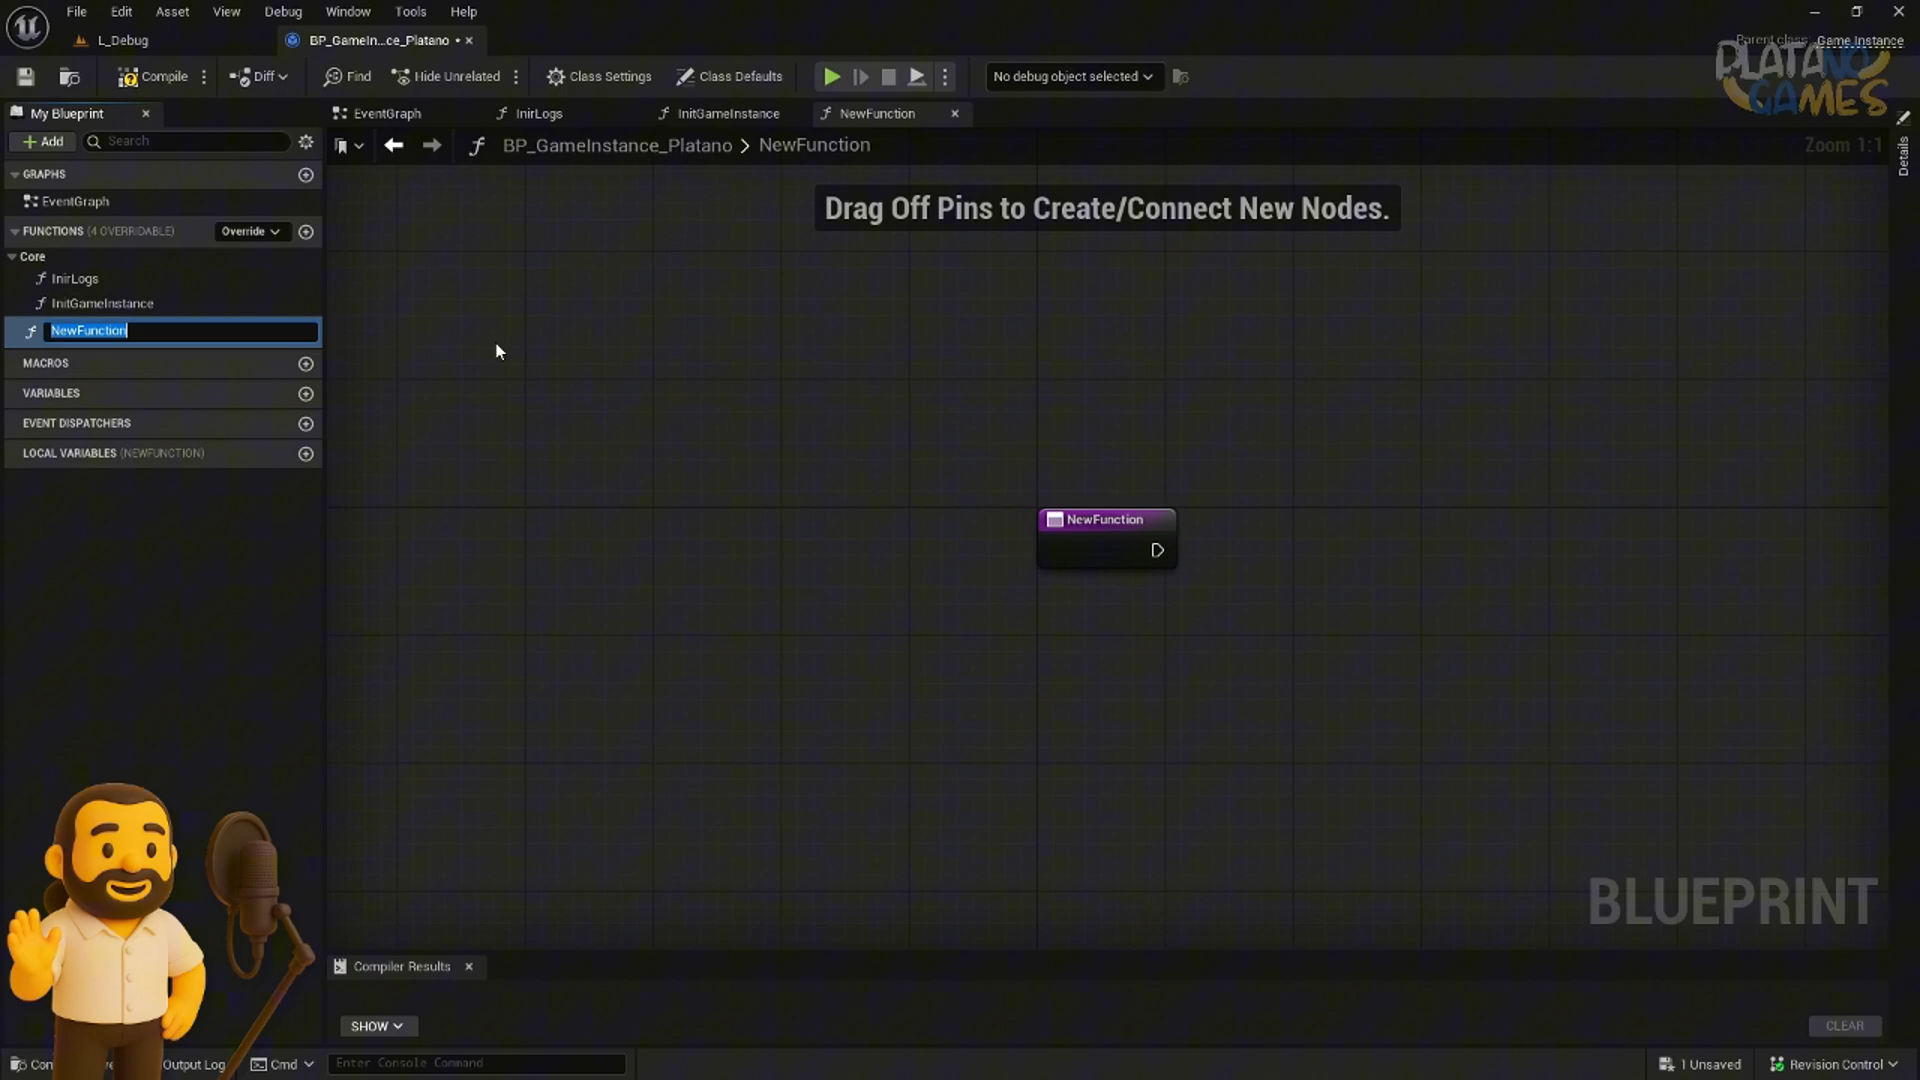 File Edit Asset View Debug Window Tools Help
L_Debug
BP_GameIn...ce_Platano
Parent class: Game Instance
PLATANO
GAMES
Compile
Diff
Find
Hide Unrelated
Class Settings
Class Defaults
No debug object selected
My Blueprint
EventGraph
InirLogs
InitGameInstance
NewFunction
Add
Search
BP_GameInstance_Platano > NewFunction
Zoom 1:1
Details
GRAPHS
EventGraph
Drag Off Pins to Create/Connect New Nodes.
FUNCTIONS (4 OVERRIDABLE)
Override
Core
InirLogs
InitGameInstance
NewFunction
MACROS
VARIABLES
EVENT DISPATCHERS
LOCAL VARIABLES (NEWFUNCTION)
NewFunction
BLUEPRINT
Compiler Results
SHOW
CLEAR
Output Log
Cmd
Enter Console Command
1 Unsaved
Revision Control